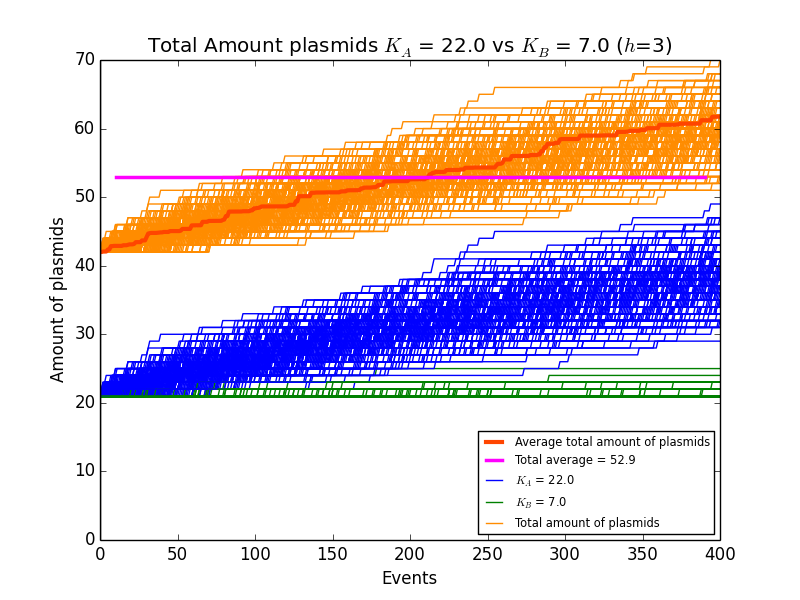 Total Amount plasmids K_A = 22.0 vs K_B = 7.0 (h=3)
Amount of plasmids
70
60
50
40
30
20
10
0
Average total amount of plasmids
Total average = 52.9
K_A = 22.0
K_B = 7.0
Total amount of plasmids
0 50 100 150 200 250 300 350 400
Events